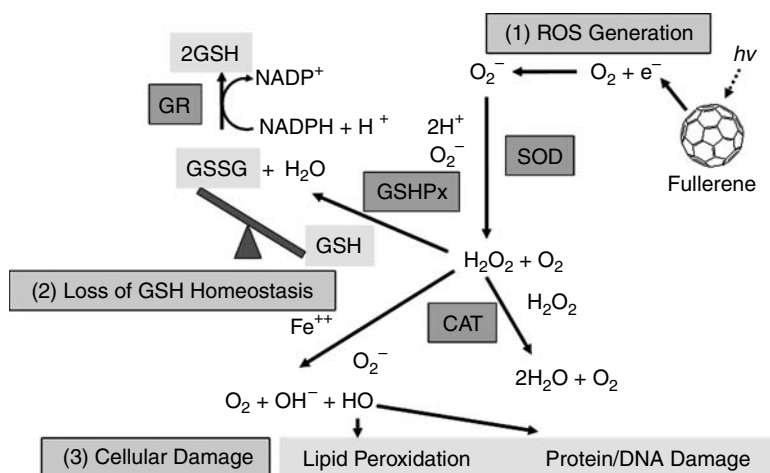 (1) ROS Generation
hν
2GSH
NADP⁺
O₂⁻
O₂ + e⁻
GR
NADPH + H⁺
2H⁺
O₂⁻
SOD
Fullerene
GSSG + H₂O
GSHPx
GSH
H₂O₂ + O₂
(2) Loss of GSH Homeostasis
H₂O₂
Fe⁺⁺
CAT
O₂⁻
2H₂O + O₂
O₂ + OH⁻ + HO
(3) Cellular Damage
Lipid Peroxidation
Protein/DNA Damage